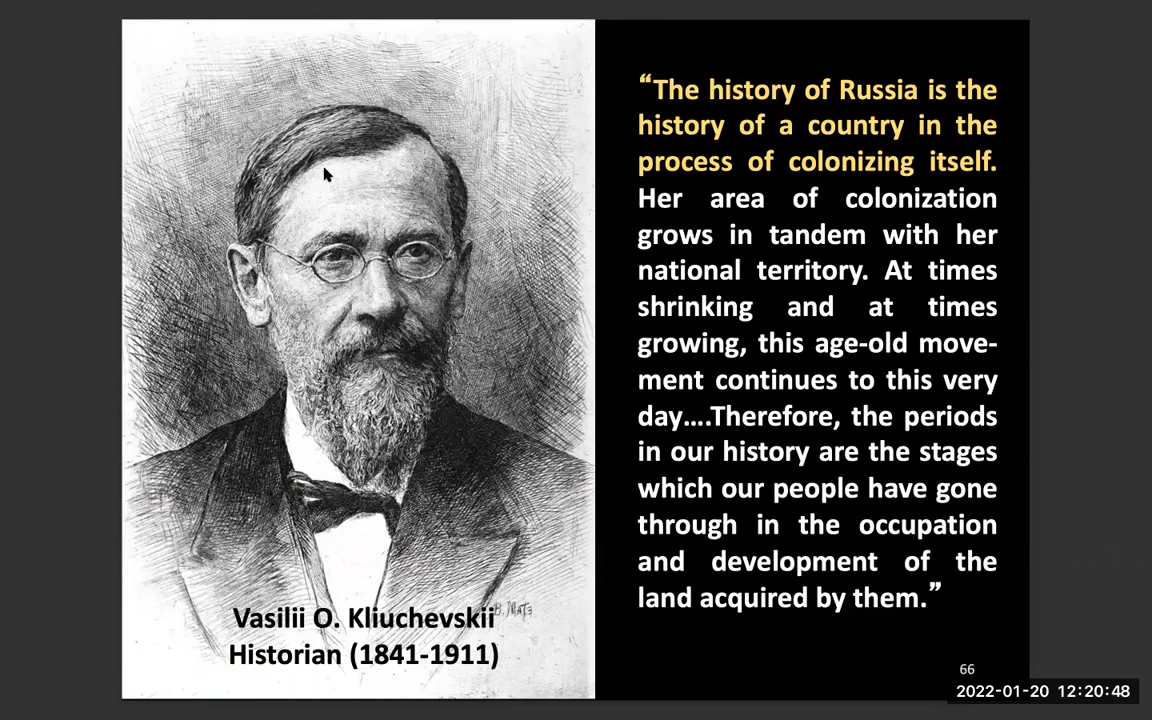 “The history of Russia is the
history of a country in the
process of colonizing itself.
Her area of colonization
grows in tandem with her
national territory. At times
shrinking and at times
growing, this age-old move-
ment continues to this very
day….Therefore, the periods
in our history are the stages
which our people have gone
through in the occupation
and development of the
land acquired by them.”
B. Матэ
Vasilii O. Kliuchevskii
Historian (1841-1911)
66
2022-01-20 12:20:48